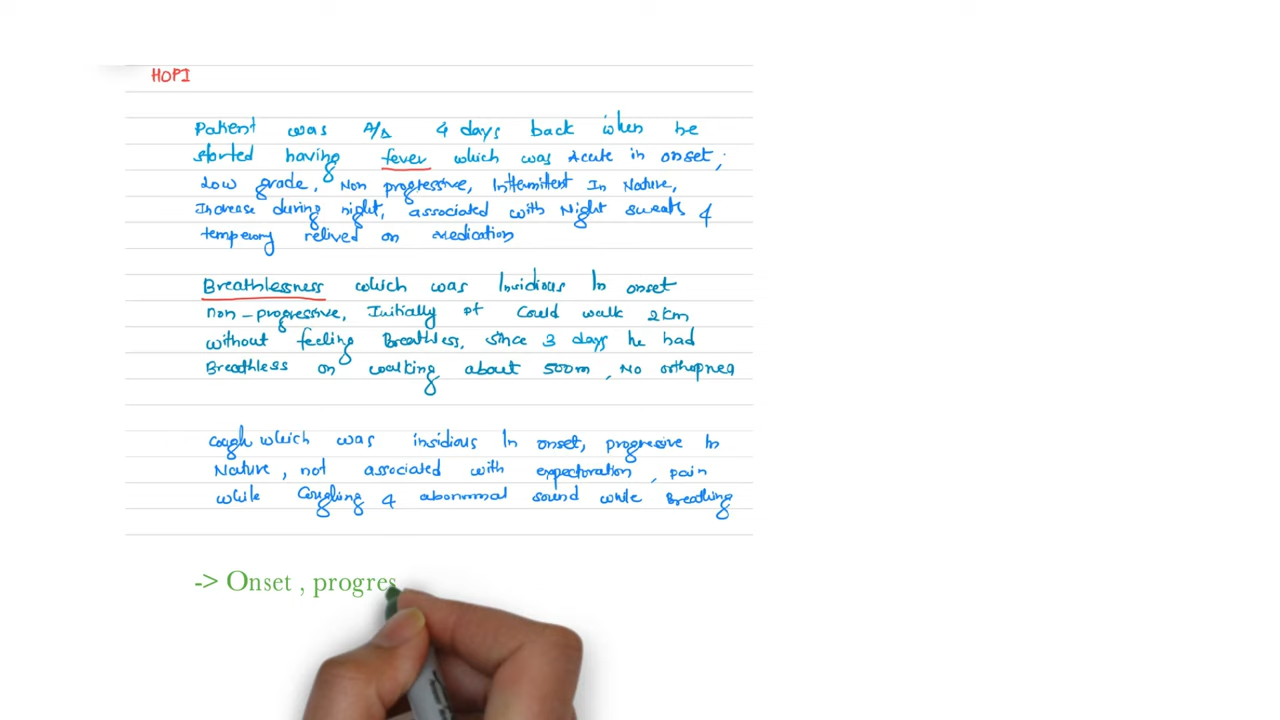 HOPI
Patient was A/S 4 days back when he
started having fever which was Acute in onset,
Low grade, Non progressive, Intermittent In Nature,
Increase during night, associated with Night sweats &
temperory relived on medication
Breathlessness which was Insidious In onset
non-progressive, Initially pt could walk 2km
without feeling Breathless, since 3 days he had
Breathless on walking about 500m, No orthopnea
cough which was insidious In onset, progressive In
Nature, not associated with expectoration, pain
while coughing & abonormal sound while Breathing
-> Onset , progres